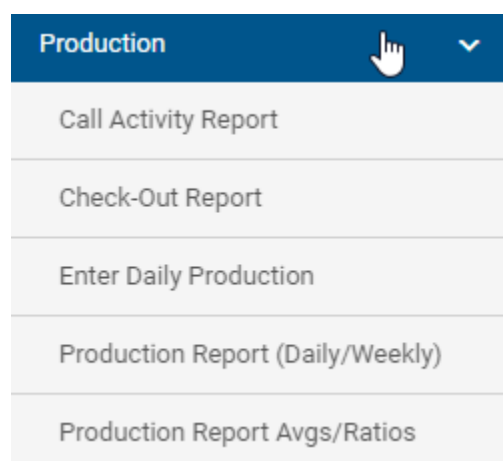 Production
Call Activity Report
Check-Out Report
Enter Daily Production
Production Report (Daily/Weekly)
Production Report Avgs/Ratios